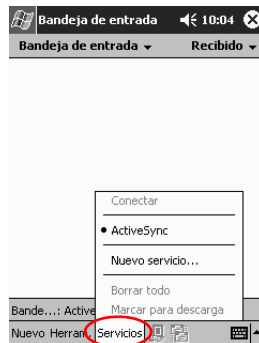 Bandeja de entrada 10:04
Bandeja de entrada Recibido
Conectar
ActiveSync
Nuevo servicio...
Borrar todo
Marcar para descarga
Bande...: Active
Nuevo Herram. Servicios